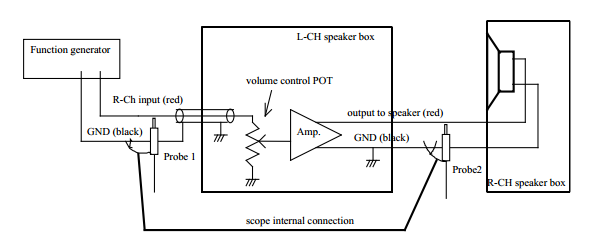 L-CH speaker box
Function generator
volume control POT
R-Ch input (red)
output to speaker (red)
GND (black)
Amp.
GND (black)
Probe 1
Probe2
R-CH speaker box
scope internal connection